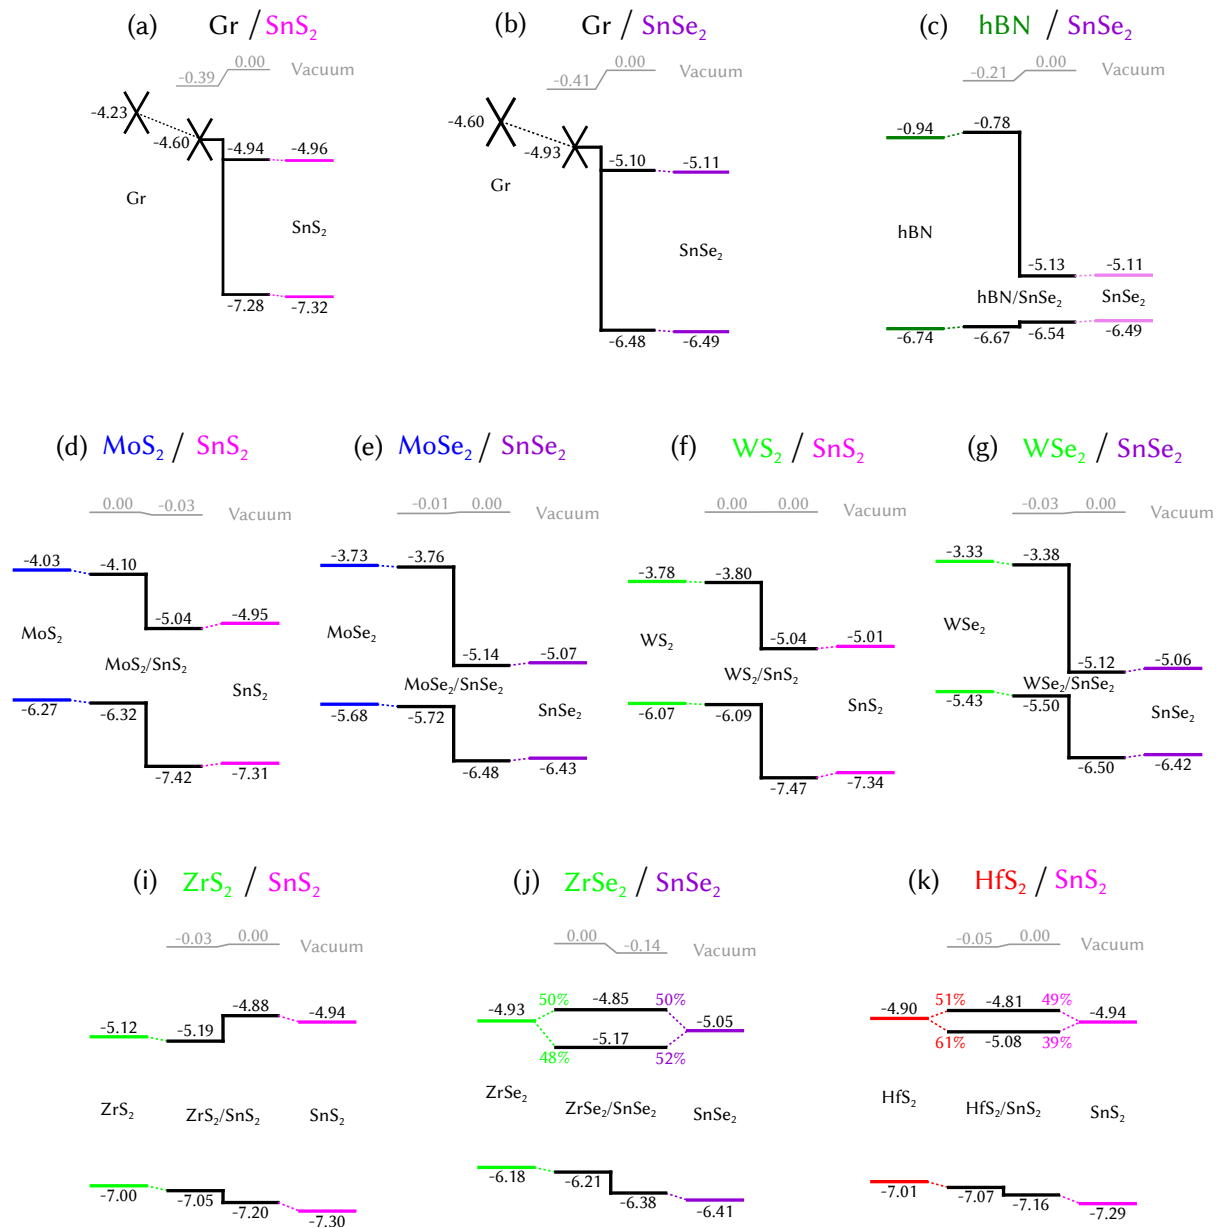 (a) Gr / SnS₂
0.00
-0.39 Vacuum
-4.23
-4.60
-4.94 -4.96
Gr
SnS₂
-7.28 -7.32
(b) Gr / SnSe₂
0.00
-0.41 Vacuum
-4.60
-4.93
-5.10 -5.11
Gr
SnSe₂
-6.48 -6.49
(c) hBN / SnSe₂
0.00
-0.21 Vacuum
-0.94 -0.78
hBN
-5.13 -5.11
hBN/SnSe₂ SnSe₂
-6.74 -6.67 -6.54 -6.49
(d) MoS₂ / SnS₂
0.00 -0.03 Vacuum
-4.03 -4.10
-5.04 -4.95
MoS₂
MoS₂/SnS₂
SnS₂
-6.27 -6.32
-7.42 -7.31
(e) MoSe₂ / SnSe₂
-0.01 0.00 Vacuum
-3.73 -3.76
MoSe₂
-5.14 -5.07
MoSe₂/SnSe₂
SnSe₂
-5.68 -5.72
-6.48 -6.43
(f) WS₂ / SnS₂
0.00 0.00 Vacuum
-3.78 -3.80
WS₂
-5.04 -5.01
WS₂/SnS₂
SnS₂
-6.07 -6.09
-7.47 -7.34
(g) WSe₂ / SnSe₂
-0.03 0.00 Vacuum
-3.33 -3.38
WSe₂
-5.12 -5.06
WSe₂/SnSe₂
SnSe₂
-5.43 -5.50
-6.50 -6.42
(i) ZrS₂ / SnS₂
-0.03 0.00 Vacuum
-4.88 -4.94
-5.12 -5.19
ZrS₂ ZrS₂/SnS₂ SnS₂
-7.00 -7.05 -7.20 -7.30
(j) ZrSe₂ / SnSe₂
0.00 -0.14 Vacuum
-4.93 50% -4.85 50%
-5.05
48% -5.17 52%
ZrSe₂ ZrSe₂/SnSe₂ SnSe₂
-6.18 -6.21 -6.38 -6.41
(k) HfS₂ / SnS₂
-0.05 0.00 Vacuum
-4.90 51% -4.81 49% -4.94
61% -5.08 39%
HfS₂ HfS₂/SnS₂ SnS₂
-7.01 -7.07 -7.16 -7.29